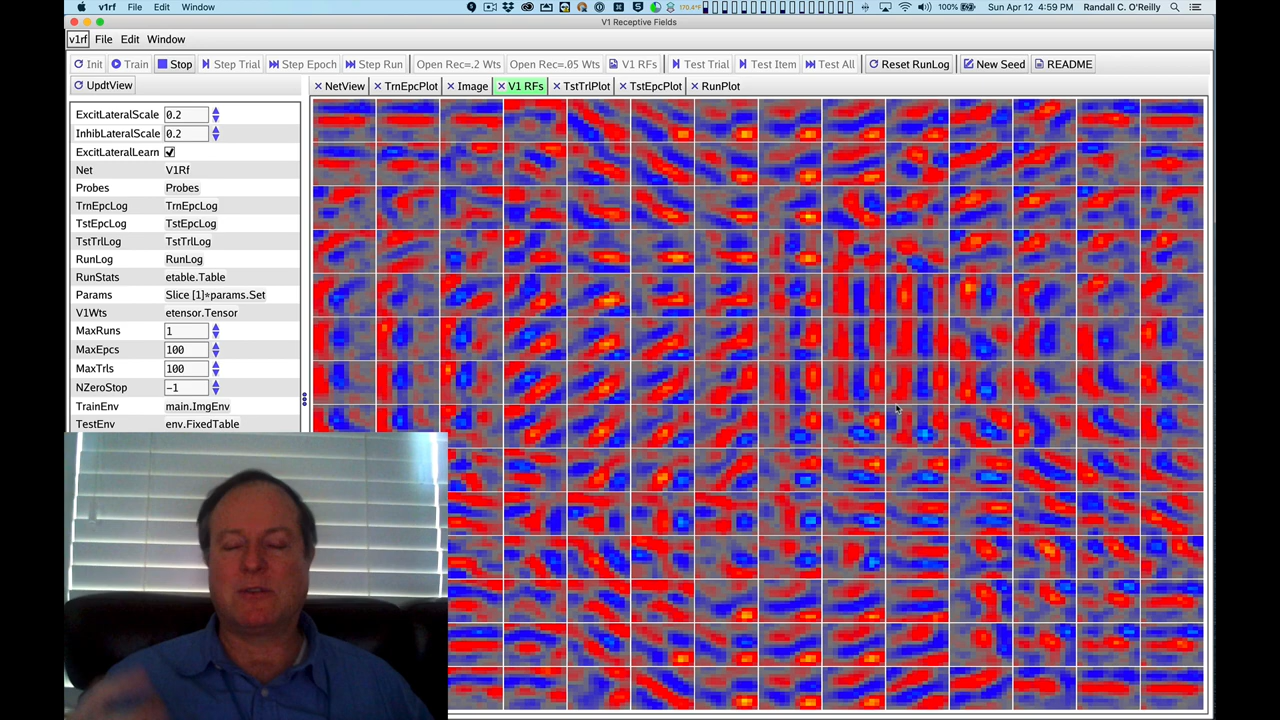 v1rf File Edit Window 170.4°F 100% Sun Apr 12 4:59 PM Randall C. O'Reilly
V1 Receptive Fields
v1rf File Edit Window
Init Train Stop Step Trial Step Epoch Step Run Open Rec=.2 Wts Open Rec=.05 Wts V1 RFs Test Trial Test Item Test All Reset RunLog New Seed README
UpdtView NetView TrnEpcPlot Image V1 RFs TstTrlPlot TstEpcPlot RunPlot
ExcitLateralScale 0.2
InhibLateralScale 0.2
ExcitLateralLearn
Net V1Rf
Probes Probes
TrnEpcLog TrnEpcLog
TstEpcLog TstEpcLog
TstTrlLog TstTrlLog
RunLog RunLog
RunStats etable.Table
Params Slice [1]*params.Set
V1Wts etensor.Tensor
MaxRuns 1
MaxEpcs 100
MaxTrls 100
NZeroStop -1
TrainEnv main.ImgEnv
TestEnv env.FixedTable